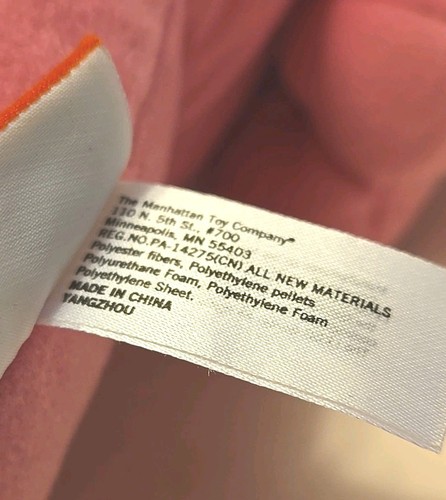 The Manhattan Toy Company®
110 N. 5th St., #700
Minneapolis, MN 55403
REG.NO.PA-14275(CN) ALL NEW MATERIALS
Polyester fibers, Polyethylene pellets
Polyurethane Foam, Polyethylene Foam
Polyethylene Sheet.
MADE IN CHINA
YANGZHOU